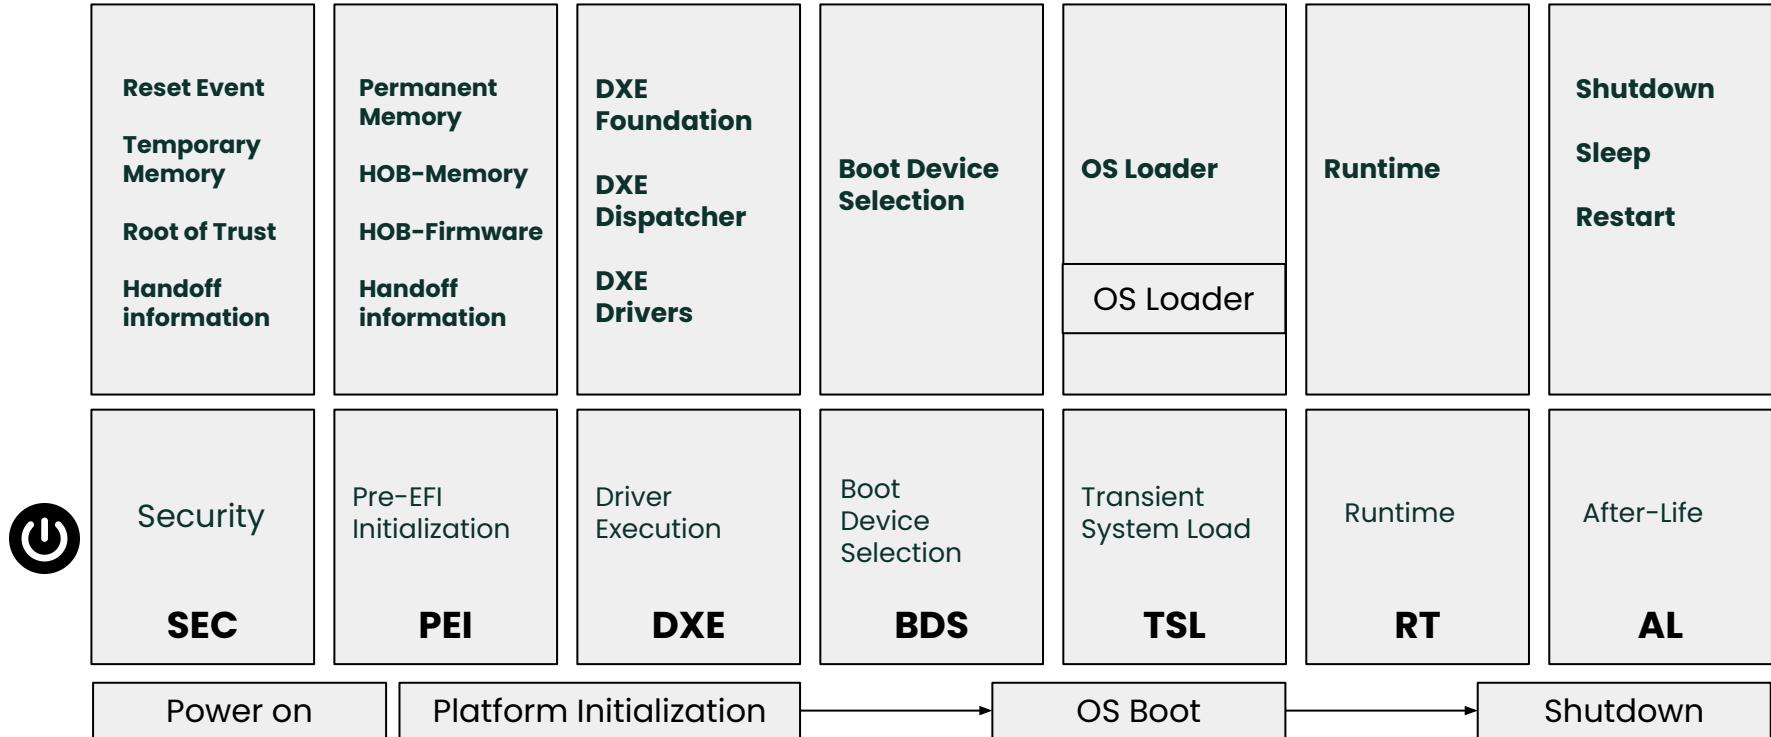 Reset Event
Temporary
Memory
Root of Trust
Handoff
information
Permanent
Memory
HOB-Memory
HOB-Firmware
Handoff
information
DXE
Foundation
DXE
Dispatcher
DXE
Drivers
Boot Device
Selection
OS Loader
OS Loader
Runtime
Shutdown
Sleep
Restart
Security
SEC
Pre-EFI
Initialization
PEI
Driver
Execution
DXE
Boot
Device
Selection
BDS
Transient
System Load
TSL
Runtime
RT
After-Life
AL
Power on
Platform Initialization
OS Boot
Shutdown